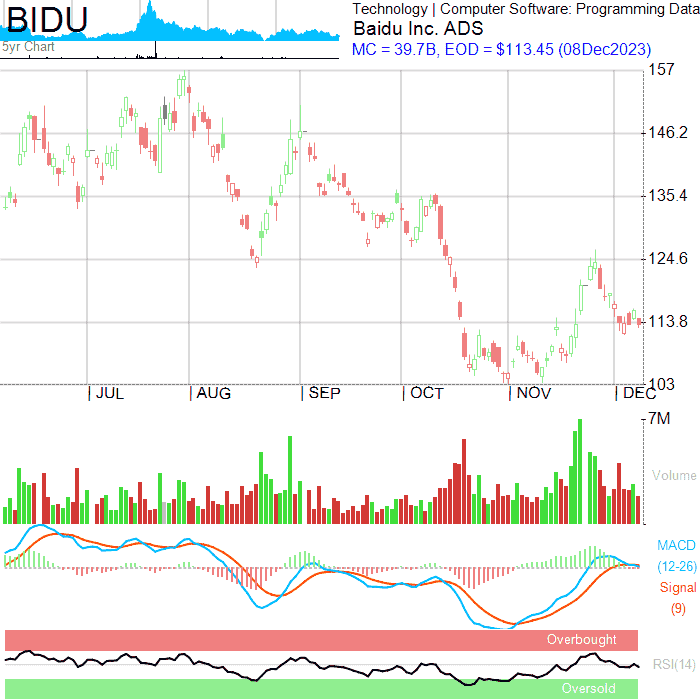 BIDU
5yr Chart
Technology | Computer Software: Programming Data
Baidu Inc. ADS
MC = 39.7B, EOD = $113.45 (08Dec2023)
157
146.2
135.4
124.6
113.8
103
JUL
AUG
SEP
OCT
NOV
DEC
7M
Volume
MACD
(12-26)
Signal
(9)
Overbought
RSI(14)
Oversold